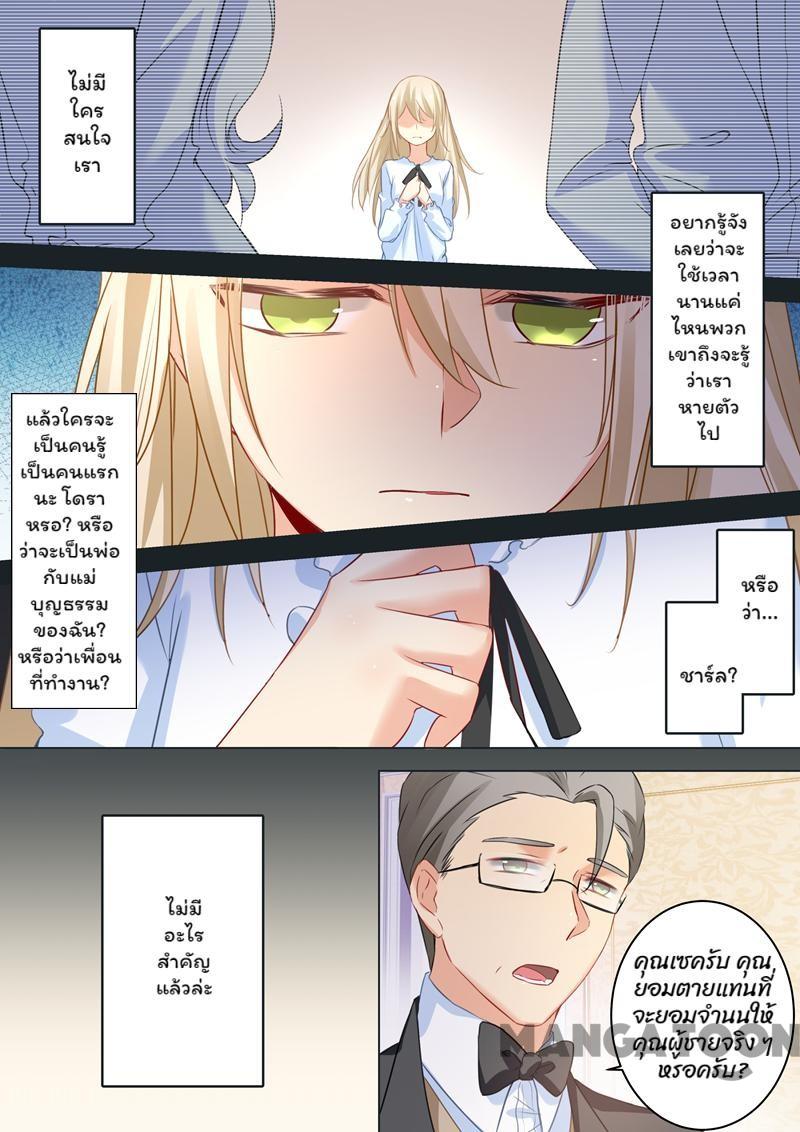 ไม่มี
ใคร
สนใจ
เรา
อยากรู้จัง
เลยว่าจะ
ใช้เวลา
นานแค่
ไหนพวก
เขาถึงจะรู้
ว่าเรา
หายตัว
ไป
แล้วใครจะ
เป็นคนรู้
เป็นคนแรก
นะ โดรา
หรอ? หรือ
ว่าจะเป็นพ่อ
กับแม่
บุญธรรม
ของฉัน?
หรือว่าเพื่อน
ที่ทำงาน?
หรือ
ว่า...
ชาร์ล?
ไม่มี
อะไร
สำคัญ
แล้วล่ะ
คุณเซครับ คุณ
ยอมตายแทนที่
จะยอมจำนนให้
คุณผู้ชายจริง ๆ
หรอครับ?
MANGATOON